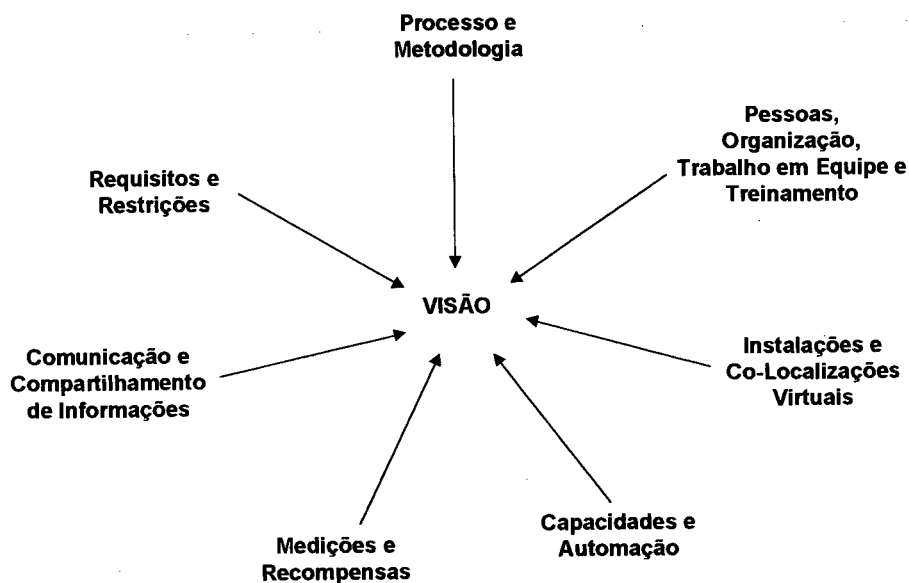 Processo e
Metodologia
Pessoas,
Organização,
Trabalho em Equipe e
Treinamento
Requisitos e
Restrições
VISÃO
Instalações e
Co-Localizações
Virtuais
Comunicação e
Compartilhamento
de Informações
Capacidades e
Automação
Medições e
Recompensas